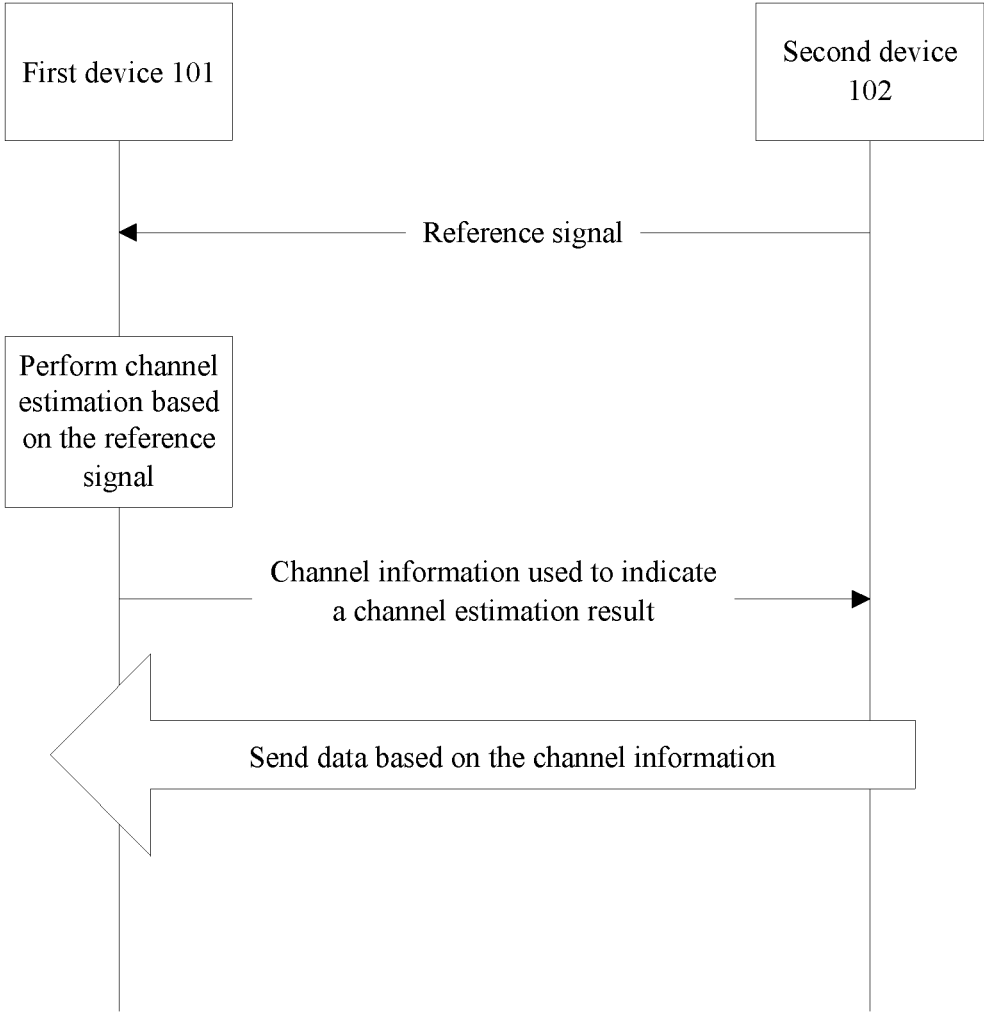 First device 101
Second device
102
Reference signal
Perform channel
estimation based
on the reference
signal
Channel information used to indicate
a channel estimation result
Send data based on the channel information